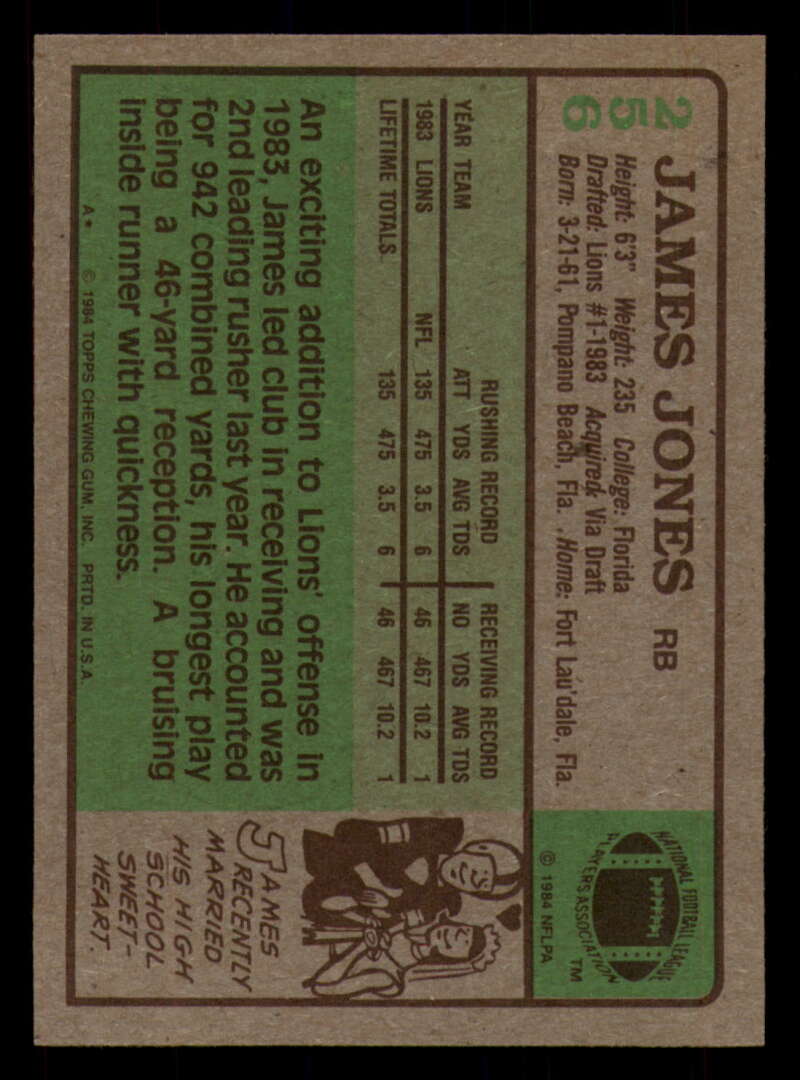 256
JAMES JONES RB
Height: 6'3" Weight: 235 College: Florida
Drafted: Lions #1-1983 Acquired: Via Draft
Born: 3-21-61, Pompano Beach, Fla. Home: Fort Lau'dale, Fla.
NATIONAL FOOTBALL LEAGUE
PLAYERS ASSOCIATION
TM
© 1984 NFLPA
RUSHING RECORD RECEIVING RECORD
YEAR TEAM ATT YDS AVG TDS NO YDS AVG TDS
1983 LIONS NFL 135 475 3.5 6 46 467 10.2 1
LIFETIME TOTALS 135 475 3.5 6 46 467 10.2 1
An exciting addition to Lions' offense in
1983, James led club in receiving and was
2nd leading rusher last year. He accounted
for 942 combined yards, his longest play
being a 46-yard reception. A bruising
inside runner with quickness.
JAMES
RECENTLY
MARRIED
HIS HIGH
SCHOOL
SWEET-
HEART.
A* © 1984 TOPPS CHEWING GUM, INC. PRTD. IN U.S.A.